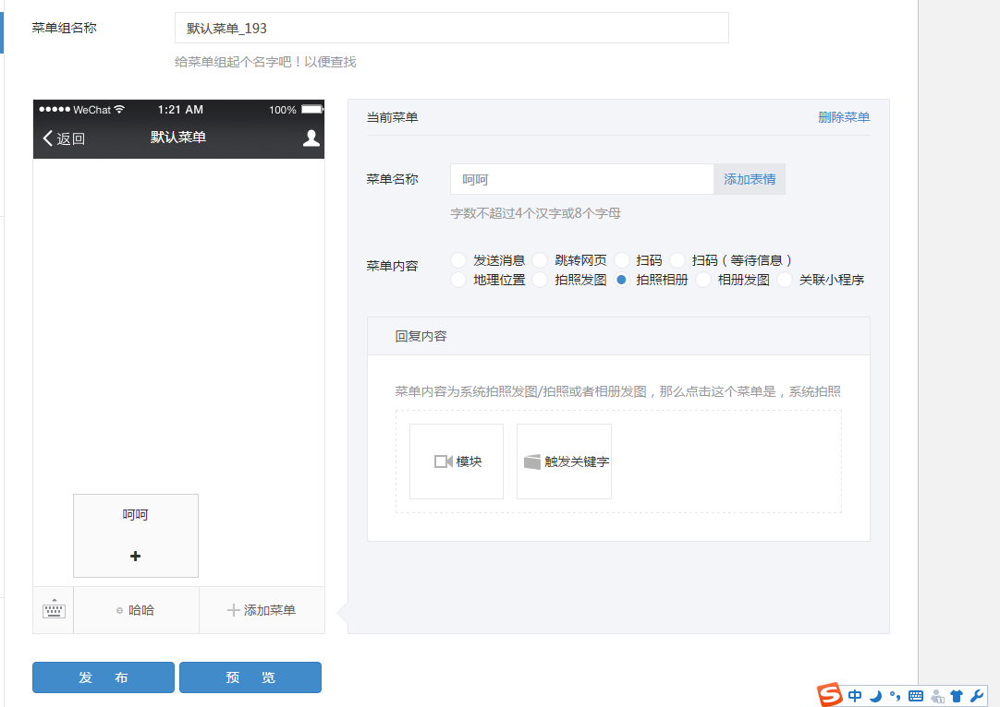 菜单组名称
默认菜单_193
给菜单组起个名字吧！以便查找
WeChat 1:21 AM 100%
返回 默认菜单
当前菜单 删除菜单
菜单名称 呵呵 添加表情
字数不超过4个汉字或8个字母
菜单内容
发送消息 跳转网页 扫码 扫码（等待信息）
地理位置 拍照发图 拍照相册 相册发图 关联小程序
回复内容
菜单内容为系统拍照发图/拍照或者相册发图，那么点击这个菜单是，系统拍照
模块 触发关键字
呵呵
+
哈哈 添加菜单
发 布 预 览
S 中